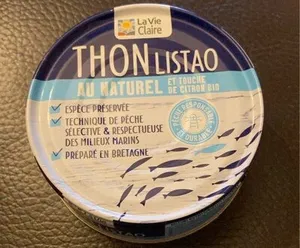 La Vie
Claire
THON LISTAO
AU NATUREL ET TOUCHE
DE CITRON BIO
ESPÈCE PRÉSERVÉE
TECHNIQUE DE PÊCHE
SÉLECTIVE & RESPECTUEUSE
DES MILIEUX MARINS
PRÉPARÉ EN BRETAGNE